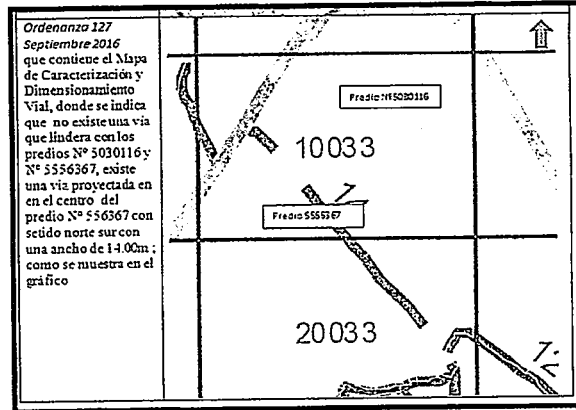 Ordenanza 127
Septiembre 2016
que contiene el Mapa
de Caracterización y
Dimensionamiento
Vial, donde se indica
que no existe una via
que lindera con los
predios Nº 5030116 y
Nº 5556367, existe
una via proyectada en
en el centro del
predio Nº 556367 con
setido norte sur con
una ancho de 14.00m ;
como se muestra en el
gráfico
Predio Nº5030116
10033
Predio 5556367
20033